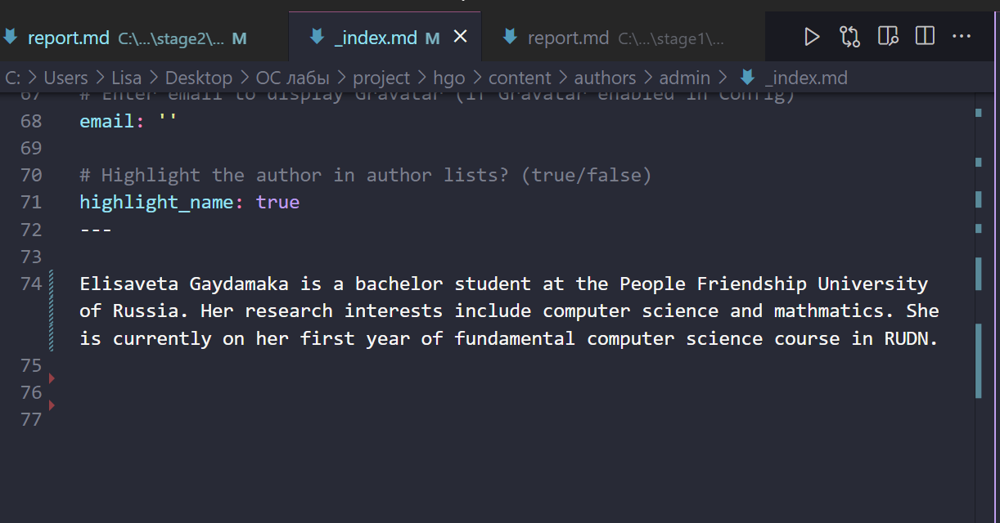 report.md C:\...\stage2\... M _index.md M report.md C:\...\stage1\...
C: > Users > Lisa > Desktop > ОС лабы > project > hgo > content > authors > admin > _index.md
67 # Enter email to display Gravatar (if Gravatar enabled in Config)
68 email: ''
69
70 # Highlight the author in author lists? (true/false)
71 highlight_name: true
72 ---
73
74 Elisaveta Gaydamaka is a bachelor student at the People Friendship University
of Russia. Her research interests include computer science and mathmatics. She
is currently on her first year of fundamental computer science course in RUDN.
75
76
77